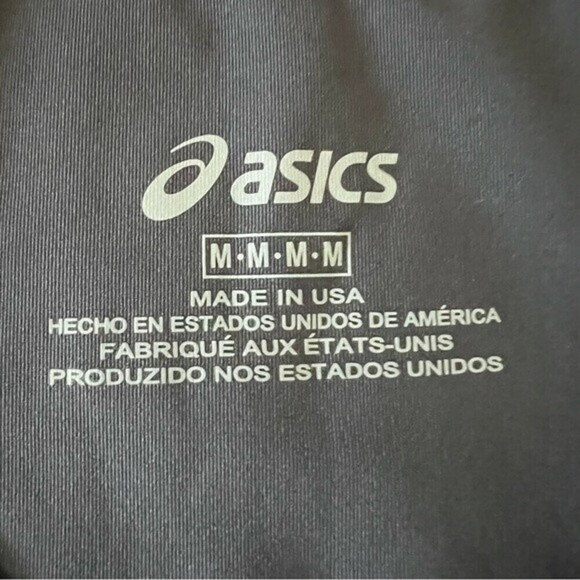 asics
M·M·M·M
MADE IN USA
HECHO EN ESTADOS UNIDOS DE AMÉRICA
FABRIQUÉ AUX ÉTATS-UNIS
PRODUZIDO NOS ESTADOS UNIDOS